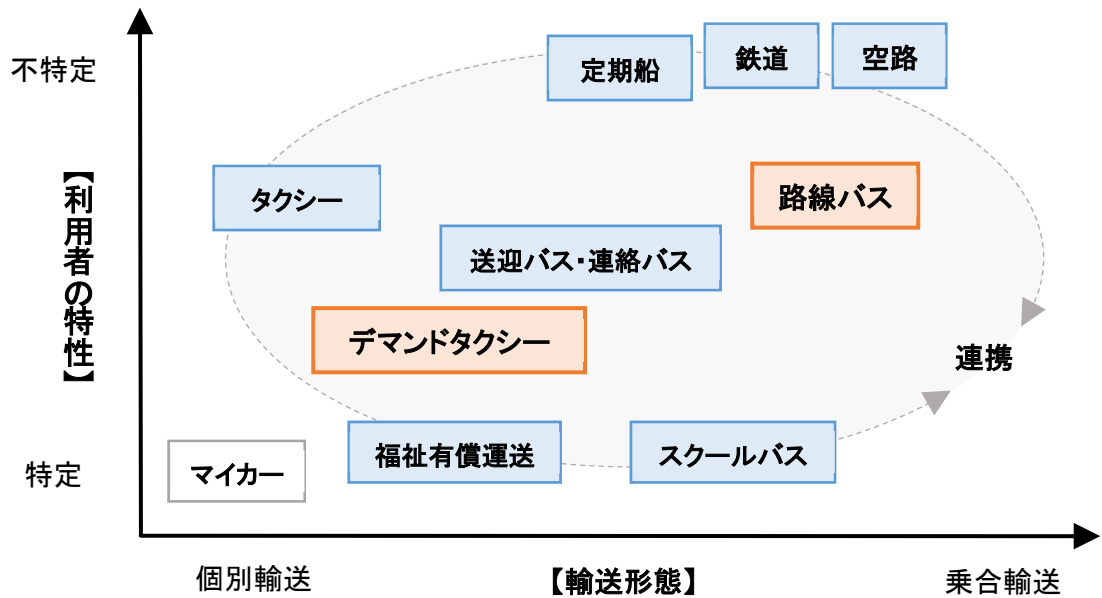 不特定
定期船
鉄道
空路
タクシー
路線バス
【利用者の特性】
送迎バス・連絡バス
デマンドタクシー
連携
福祉有償運送
スクールバス
特定
マイカー
個別輸送
【輸送形態】
乗合輸送